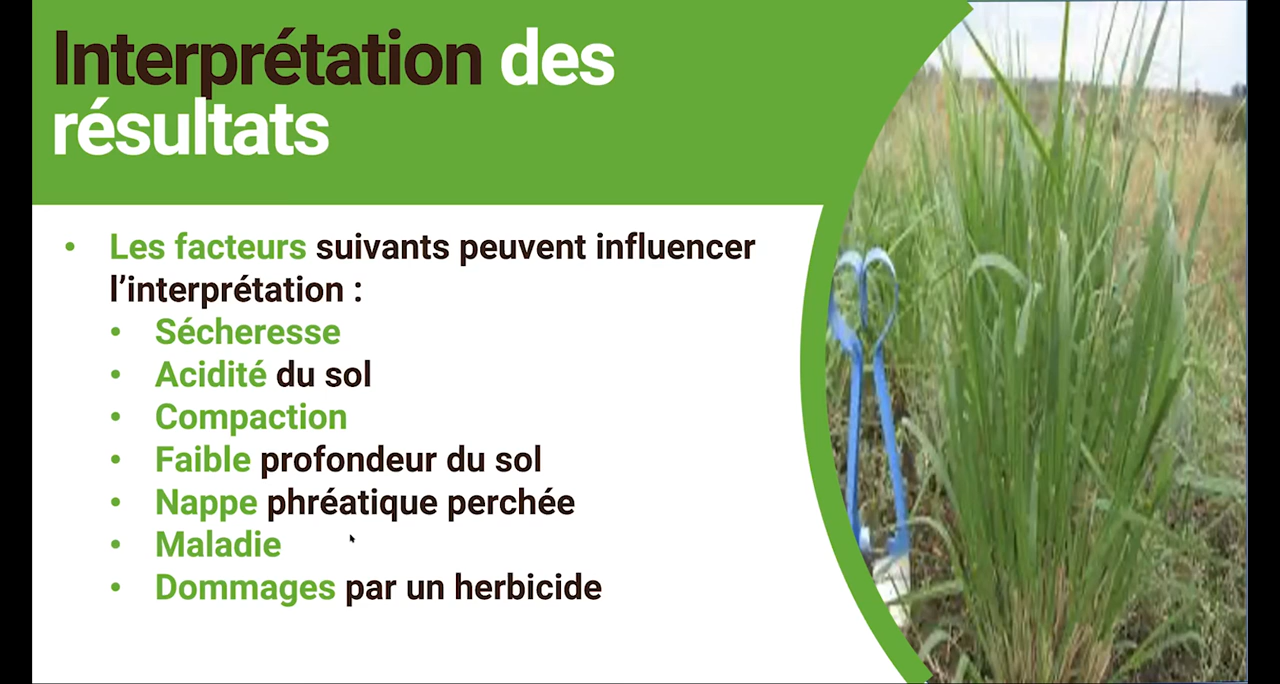 Interprétation des
résultats
• Les facteurs suivants peuvent influencer
l’interprétation :
• Sécheresse
• Acidité du sol
• Compaction
• Faible profondeur du sol
• Nappe phréatique perchée
• Maladie
• Dommages par un herbicide